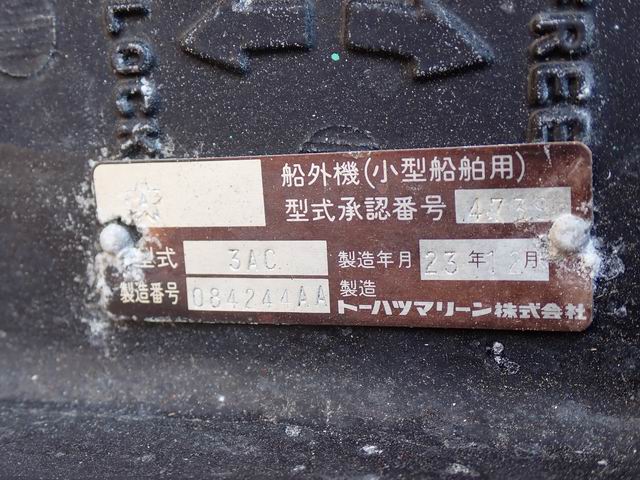 LOCK
FREE
船外機(小型船舶用)
型式承認番号
型式 3AC 製造年月 23年12月
製造番号 084244AA 製造
トーハツマリーン株式会社